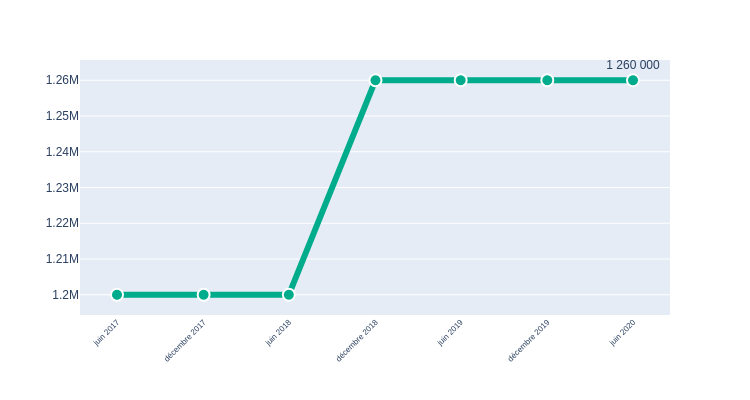 1 260 000
1.26M
1.25M
1.24M
1.23M
1.22M
1.21M
1.2M
juin 2017
décembre 2017
juin 2018
décembre 2018
juin 2019
décembre 2019
juin 2020